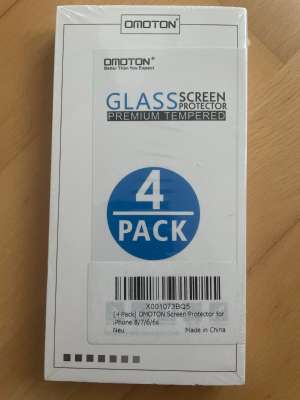 OMOTON®
OMOTON®
Better Than You Expect
GLASS SCREEN PROTECTOR
PREMIUM TEMPERED
4
PACK
X001073BQ5
[4 Pack] OMOTON Screen Protector for
iPhone 8/7/6/6s
Neu
Made in China